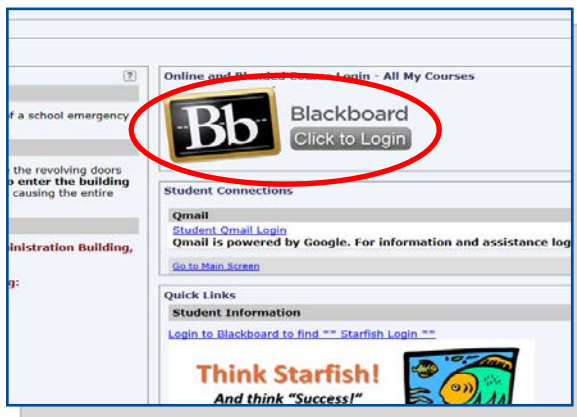 f a school emergency
the revolving doors
o enter the building
causing the entire
inistration Building,
g:
?
Online and Blended Course Login - All My Courses
Bb
Blackboard
Click to Login
Student Connections
Qmail
Student Qmail Login
Qmail is powered by Google. For information and assistance log
Go to Main Screen
Quick Links
Student Information
Login to Blackboard to find ** Starfish Login **
Think Starfish!
And think "Success!"